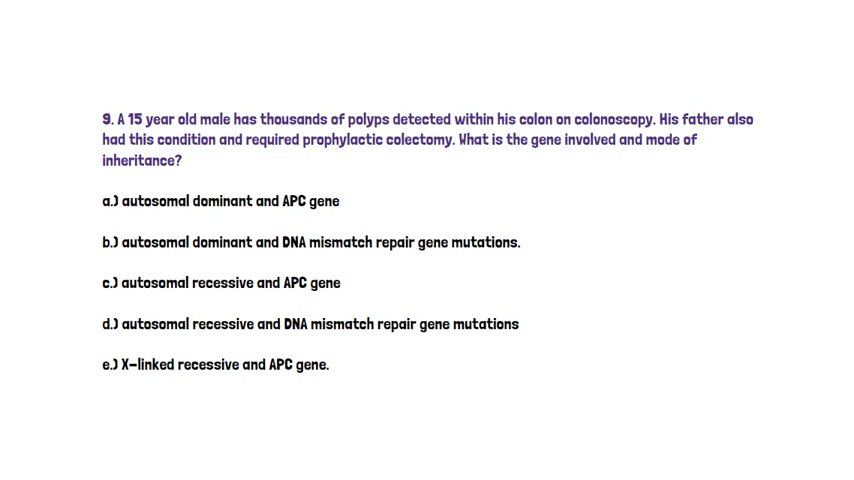 9. A 15 year old male has thousands of polyps detected within his colon on colonoscopy. His father also
had this condition and required prophylactic colectomy. What is the gene involved and mode of
inheritance?
a.) autosomal dominant and APC gene
b.) autosomal dominant and DNA mismatch repair gene mutations.
c.) autosomal recessive and APC gene
d.) autosomal recessive and DNA mismatch repair gene mutations
e.) X-linked recessive and APC gene.